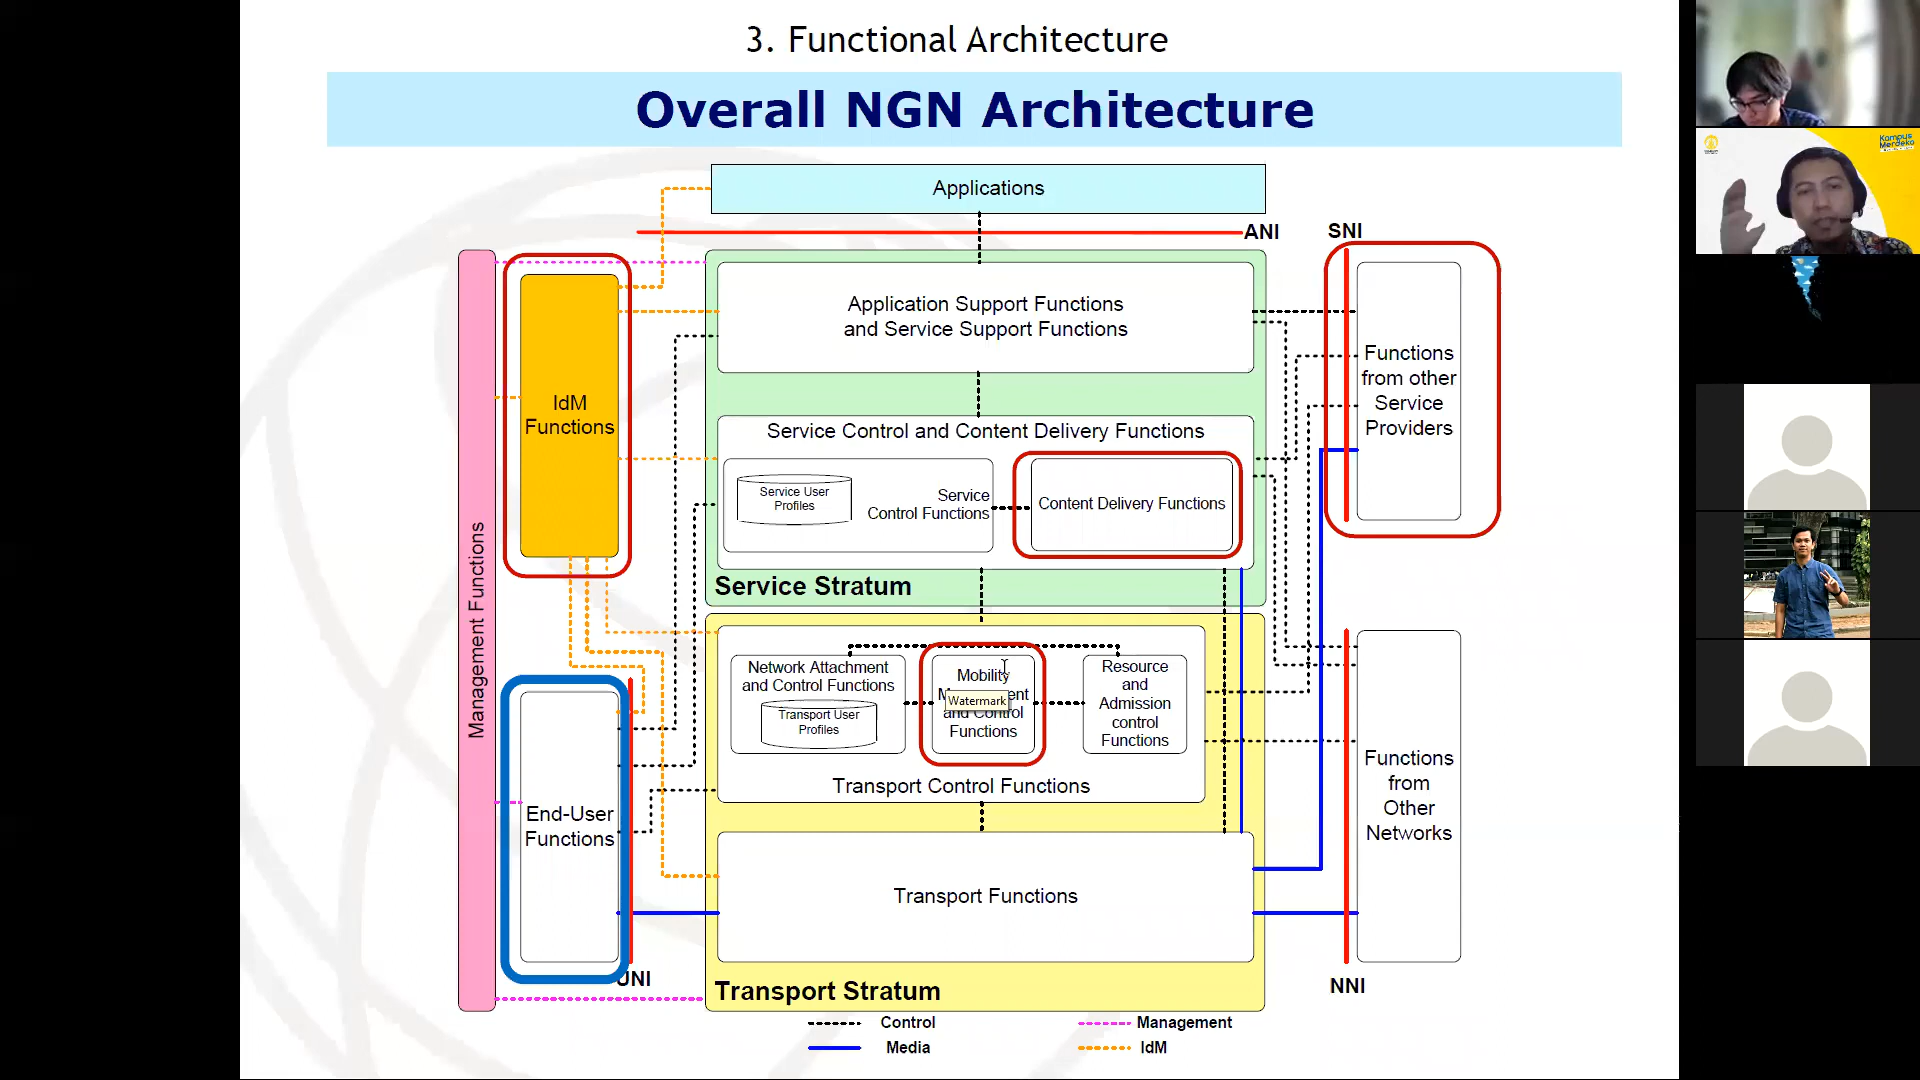 3. Functional Architecture
Overall NGN Architecture
Applications
ANI
SNI
Application Support Functions
and Service Support Functions
Functions
from other
Service
Providers
IdM
Functions
Service Control and Content Delivery Functions
Service User
Profiles
Service
Control Functions
Content Delivery Functions
Service Stratum
Management Functions
Network Attachment
and Control Functions
Transport User
Profiles
Mobility
Watermark
and Control
Functions
Resource
and
Admission
control
Functions
Transport Control Functions
End-User
Functions
Functions
from
Other
Networks
Transport Functions
UNI
NNI
Transport Stratum
Control
Management
Media
IdM
Kampus
Merdeka